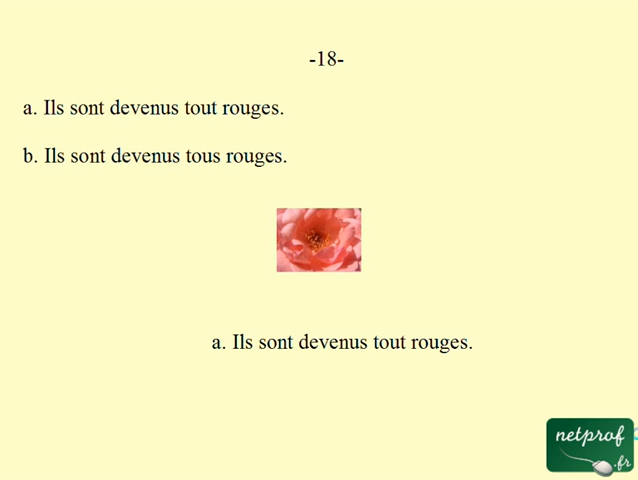 -18-
a. Ils sont devenus tout rouges.
b. Ils sont devenus tous rouges.
a. Ils sont devenus tout rouges.
netprof
.fr